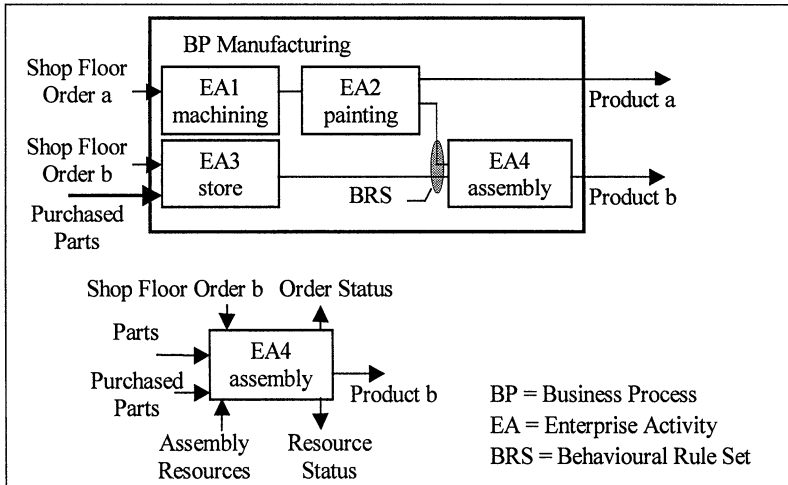 BP Manufacturing
Shop Floor
Order a
EA1
machining
EA2
painting
Product a
Shop Floor
Order b
EA3
store
BRS
EA4
assembly
Product b
Purchased
Parts
Shop Floor Order b
Order Status
Parts
EA4
assembly
Purchased
Parts
Product b
Assembly
Resources
Resource
Status
BP = Business Process
EA = Enterprise Activity
BRS = Behavioural Rule Set